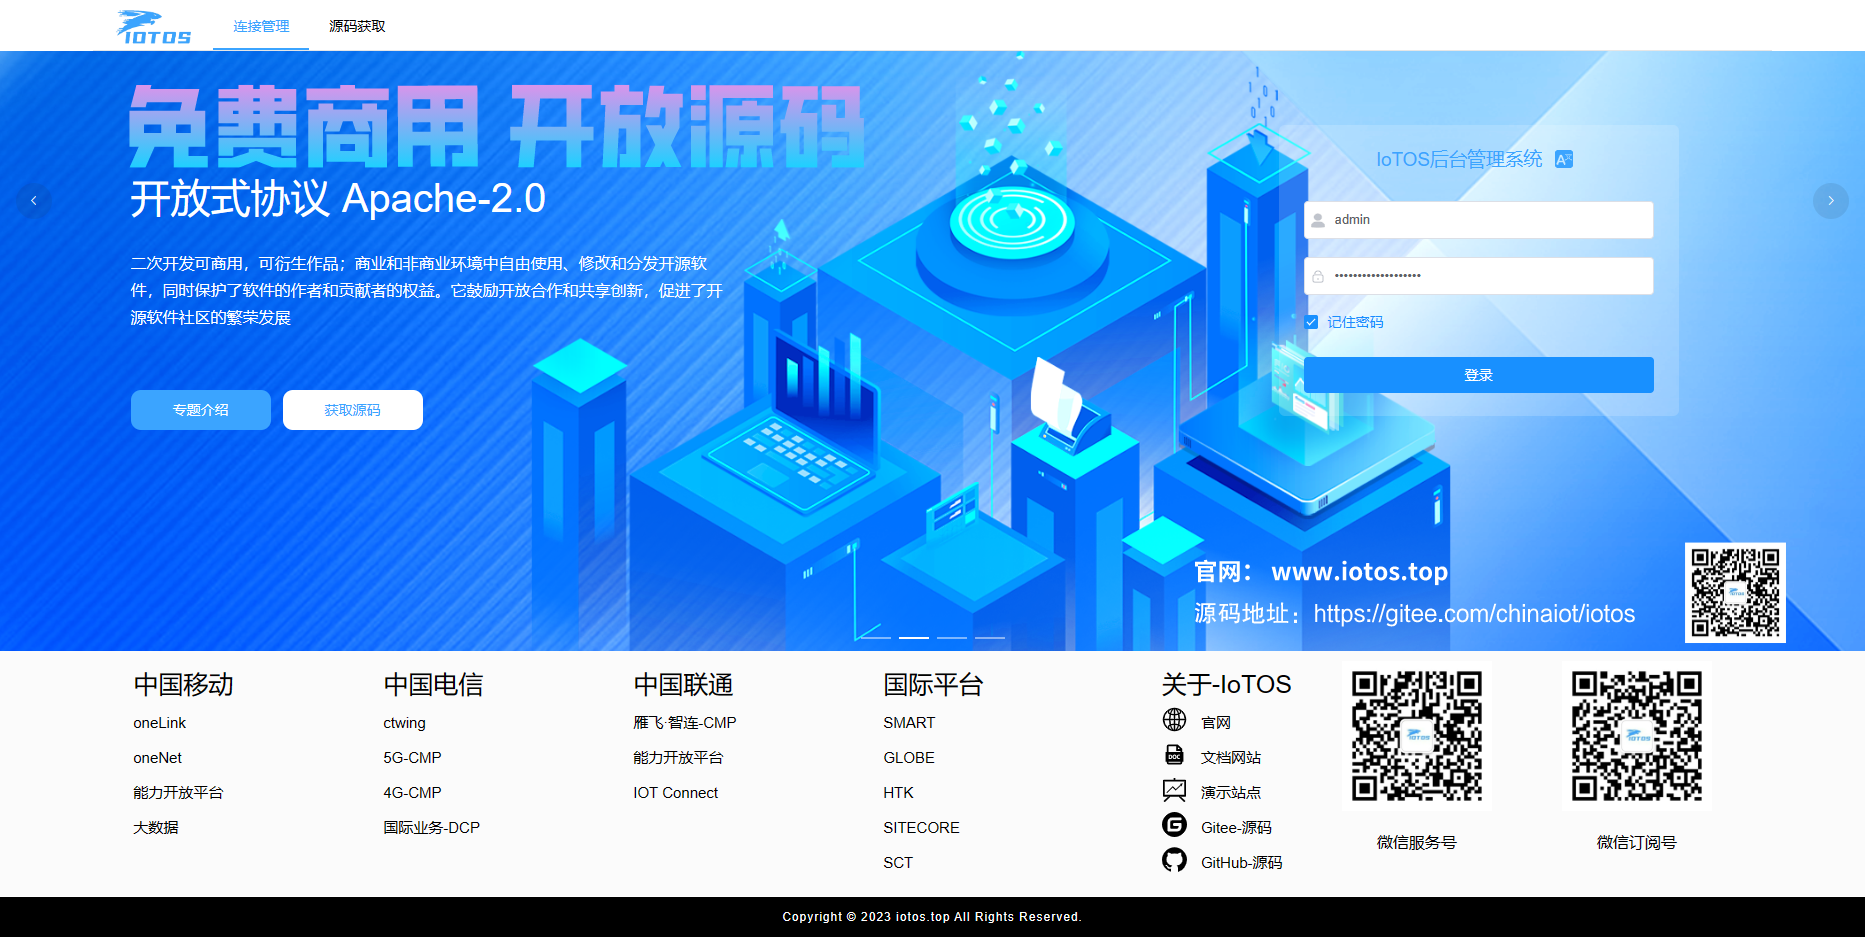 IOTOS
连接管理
源码获取
免费商用 开放源码
开放式协议 Apache-2.0
二次开发可商用，可衍生作品；商业和非商业环境中自由使用、修改和分发开源软
件，同时保护了软件的作者和贡献者的权益。它鼓励开放合作和共享创新，促进了开
源软件社区的繁荣发展
专题介绍
获取源码
IoTOS后台管理系统
admin
•••••••••••••••••••
记住密码
登录
官网： www.iotos.top
源码地址：https://gitee.com/chinaiot/iotos
中国移动
oneLink
oneNet
能力开放平台
大数据
中国电信
ctwing
5G-CMP
4G-CMP
国际业务-DCP
中国联通
雁飞·智连-CMP
能力开放平台
IOT Connect
国际平台
SMART
GLOBE
HTK
SITECORE
SCT
关于-IoTOS
官网
DOC
文档网站
演示站点
Gitee-源码
GitHub-源码
IOTOS
微信服务号
IOTOS
微信订阅号
Copyright © 2023 iotos.top All Rights Reserved.